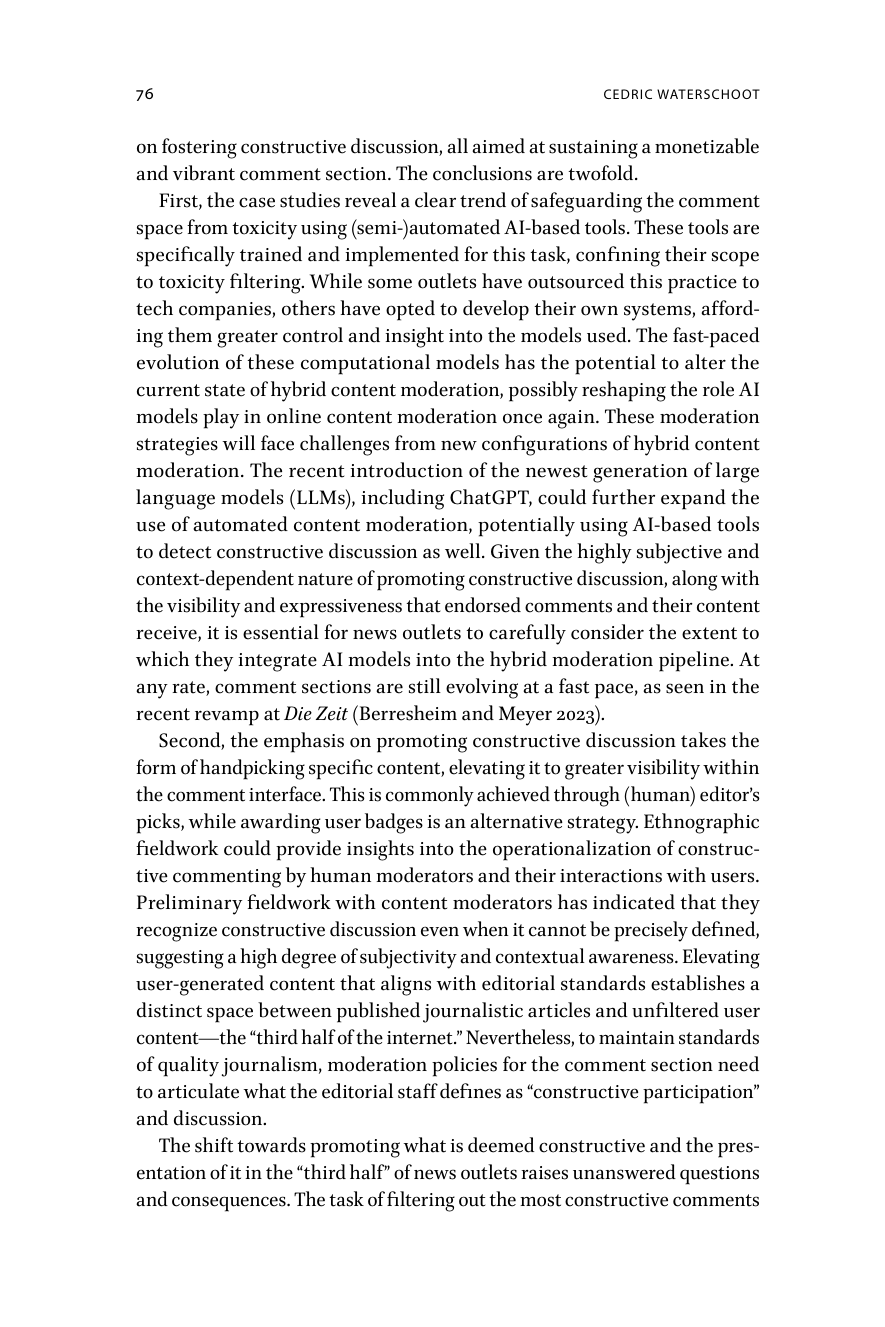 76
CEDRIC WATERSCHOOT
on fostering constructive discussion, all aimed at sustaining a monetizable
and vibrant comment section. The conclusions are twofold.
First, the case studies reveal a clear trend of safeguarding the comment
space from toxicity using (semi-)automated AI-based tools. These tools are
specifically trained and implemented for this task, confining their scope
to toxicity filtering. While some outlets have outsourced this practice to
tech companies, others have opted to develop their own systems, afford-
ing them greater control and insight into the models used. The fast-paced
evolution of these computational models has the potential to alter the
current state of hybrid content moderation, possibly reshaping the role AI
models play in online content moderation once again. These moderation
strategies will face challenges from new configurations of hybrid content
moderation. The recent introduction of the newest generation of large
language models (LLMs), including ChatGPT, could further expand the
use of automated content moderation, potentially using AI-based tools
to detect constructive discussion as well. Given the highly subjective and
context-dependent nature of promoting constructive discussion, along with
the visibility and expressiveness that endorsed comments and their content
receive, it is essential for news outlets to carefully consider the extent to
which they integrate AI models into the hybrid moderation pipeline. At
any rate, comment sections are still evolving at a fast pace, as seen in the
recent revamp at Die Zeit (Berresheim and Meyer 2023).
Second, the emphasis on promoting constructive discussion takes the
form of handpicking specific content, elevating it to greater visibility within
the comment interface. This is commonly achieved through (human) editor's
picks, while awarding user badges is an alternative strategy. Ethnographic
fieldwork could provide insights into the operationalization of construc-
tive commenting by human moderators and their interactions with users.
Preliminary fieldwork with content moderators has indicated that they
recognize constructive discussion even when it cannot be precisely defined,
suggesting a high degree of subjectivity and contextual awareness. Elevating
user-generated content that aligns with editorial standards establishes a
distinct space between published journalistic articles and unfiltered user
content—the “third half of the internet.” Nevertheless, to maintain standards
of quality journalism, moderation policies for the comment section need
to articulate what the editorial staff defines as “constructive participation”
and discussion.
The shift towards promoting what is deemed constructive and the pres-
entation of it in the “third half” of news outlets raises unanswered questions
and consequences. The task of filtering out the most constructive comments